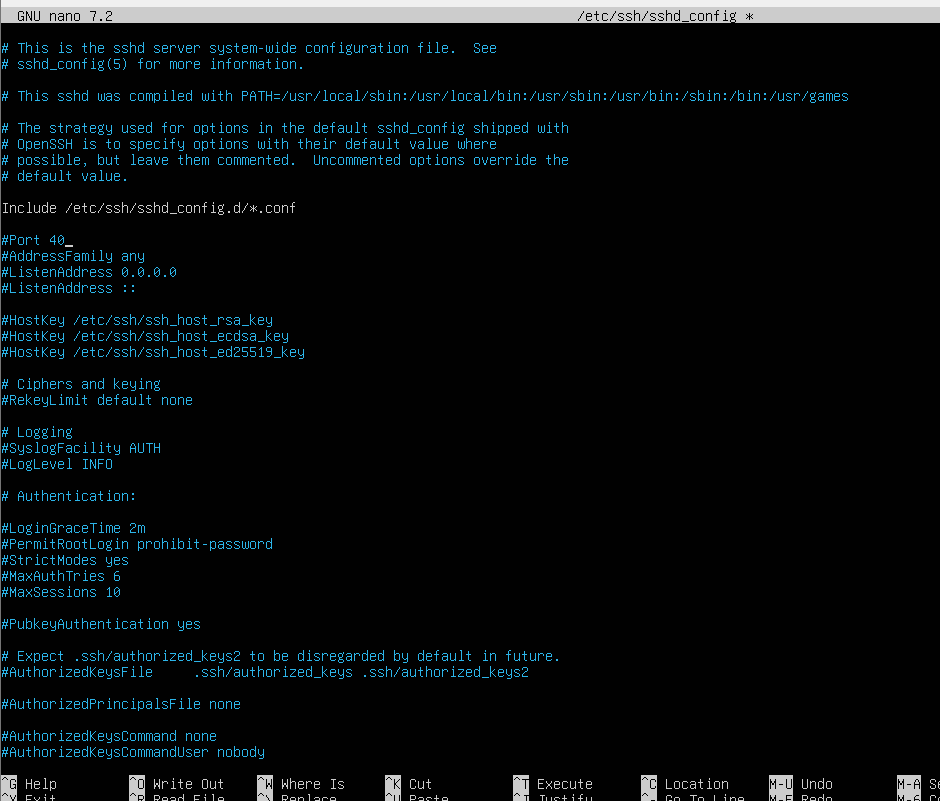 GNU nano 7.2 /etc/ssh/sshd_config *
# This is the sshd server system-wide configuration file.  See
# sshd_config(5) for more information.
# This sshd was compiled with PATH=/usr/local/sbin:/usr/local/bin:/usr/sbin:/usr/bin:/sbin:/bin:/usr/games
# The strategy used for options in the default sshd_config shipped with
# OpenSSH is to specify options with their default value where
# possible, but leave them commented.  Uncommented options override the
# default value.
Include /etc/ssh/sshd_config.d/*.conf
#Port 40_
#AddressFamily any
#ListenAddress 0.0.0.0
#ListenAddress ::
#HostKey /etc/ssh/ssh_host_rsa_key
#HostKey /etc/ssh/ssh_host_ecdsa_key
#HostKey /etc/ssh/ssh_host_ed25519_key
# Ciphers and keying
#RekeyLimit default none
# Logging
#SyslogFacility AUTH
#LogLevel INFO
# Authentication:
#LoginGraceTime 2m
#PermitRootLogin prohibit-password
#StrictModes yes
#MaxAuthTries 6
#MaxSessions 10
#PubkeyAuthentication yes
# Expect .ssh/authorized_keys2 to be disregarded by default in future.
#AuthorizedKeysFile     .ssh/authorized_keys .ssh/authorized_keys2
#AuthorizedPrincipalsFile none
#AuthorizedKeysCommand none
#AuthorizedKeysCommandUser nobody
^G Help ^O Write Out ^W Where Is ^K Cut ^T Execute ^C Location M-U Undo M-A
^X Exit ^R Read File ^\ Replace ^U Paste ^J Justify ^/ Go To Line M-E Redo M-6